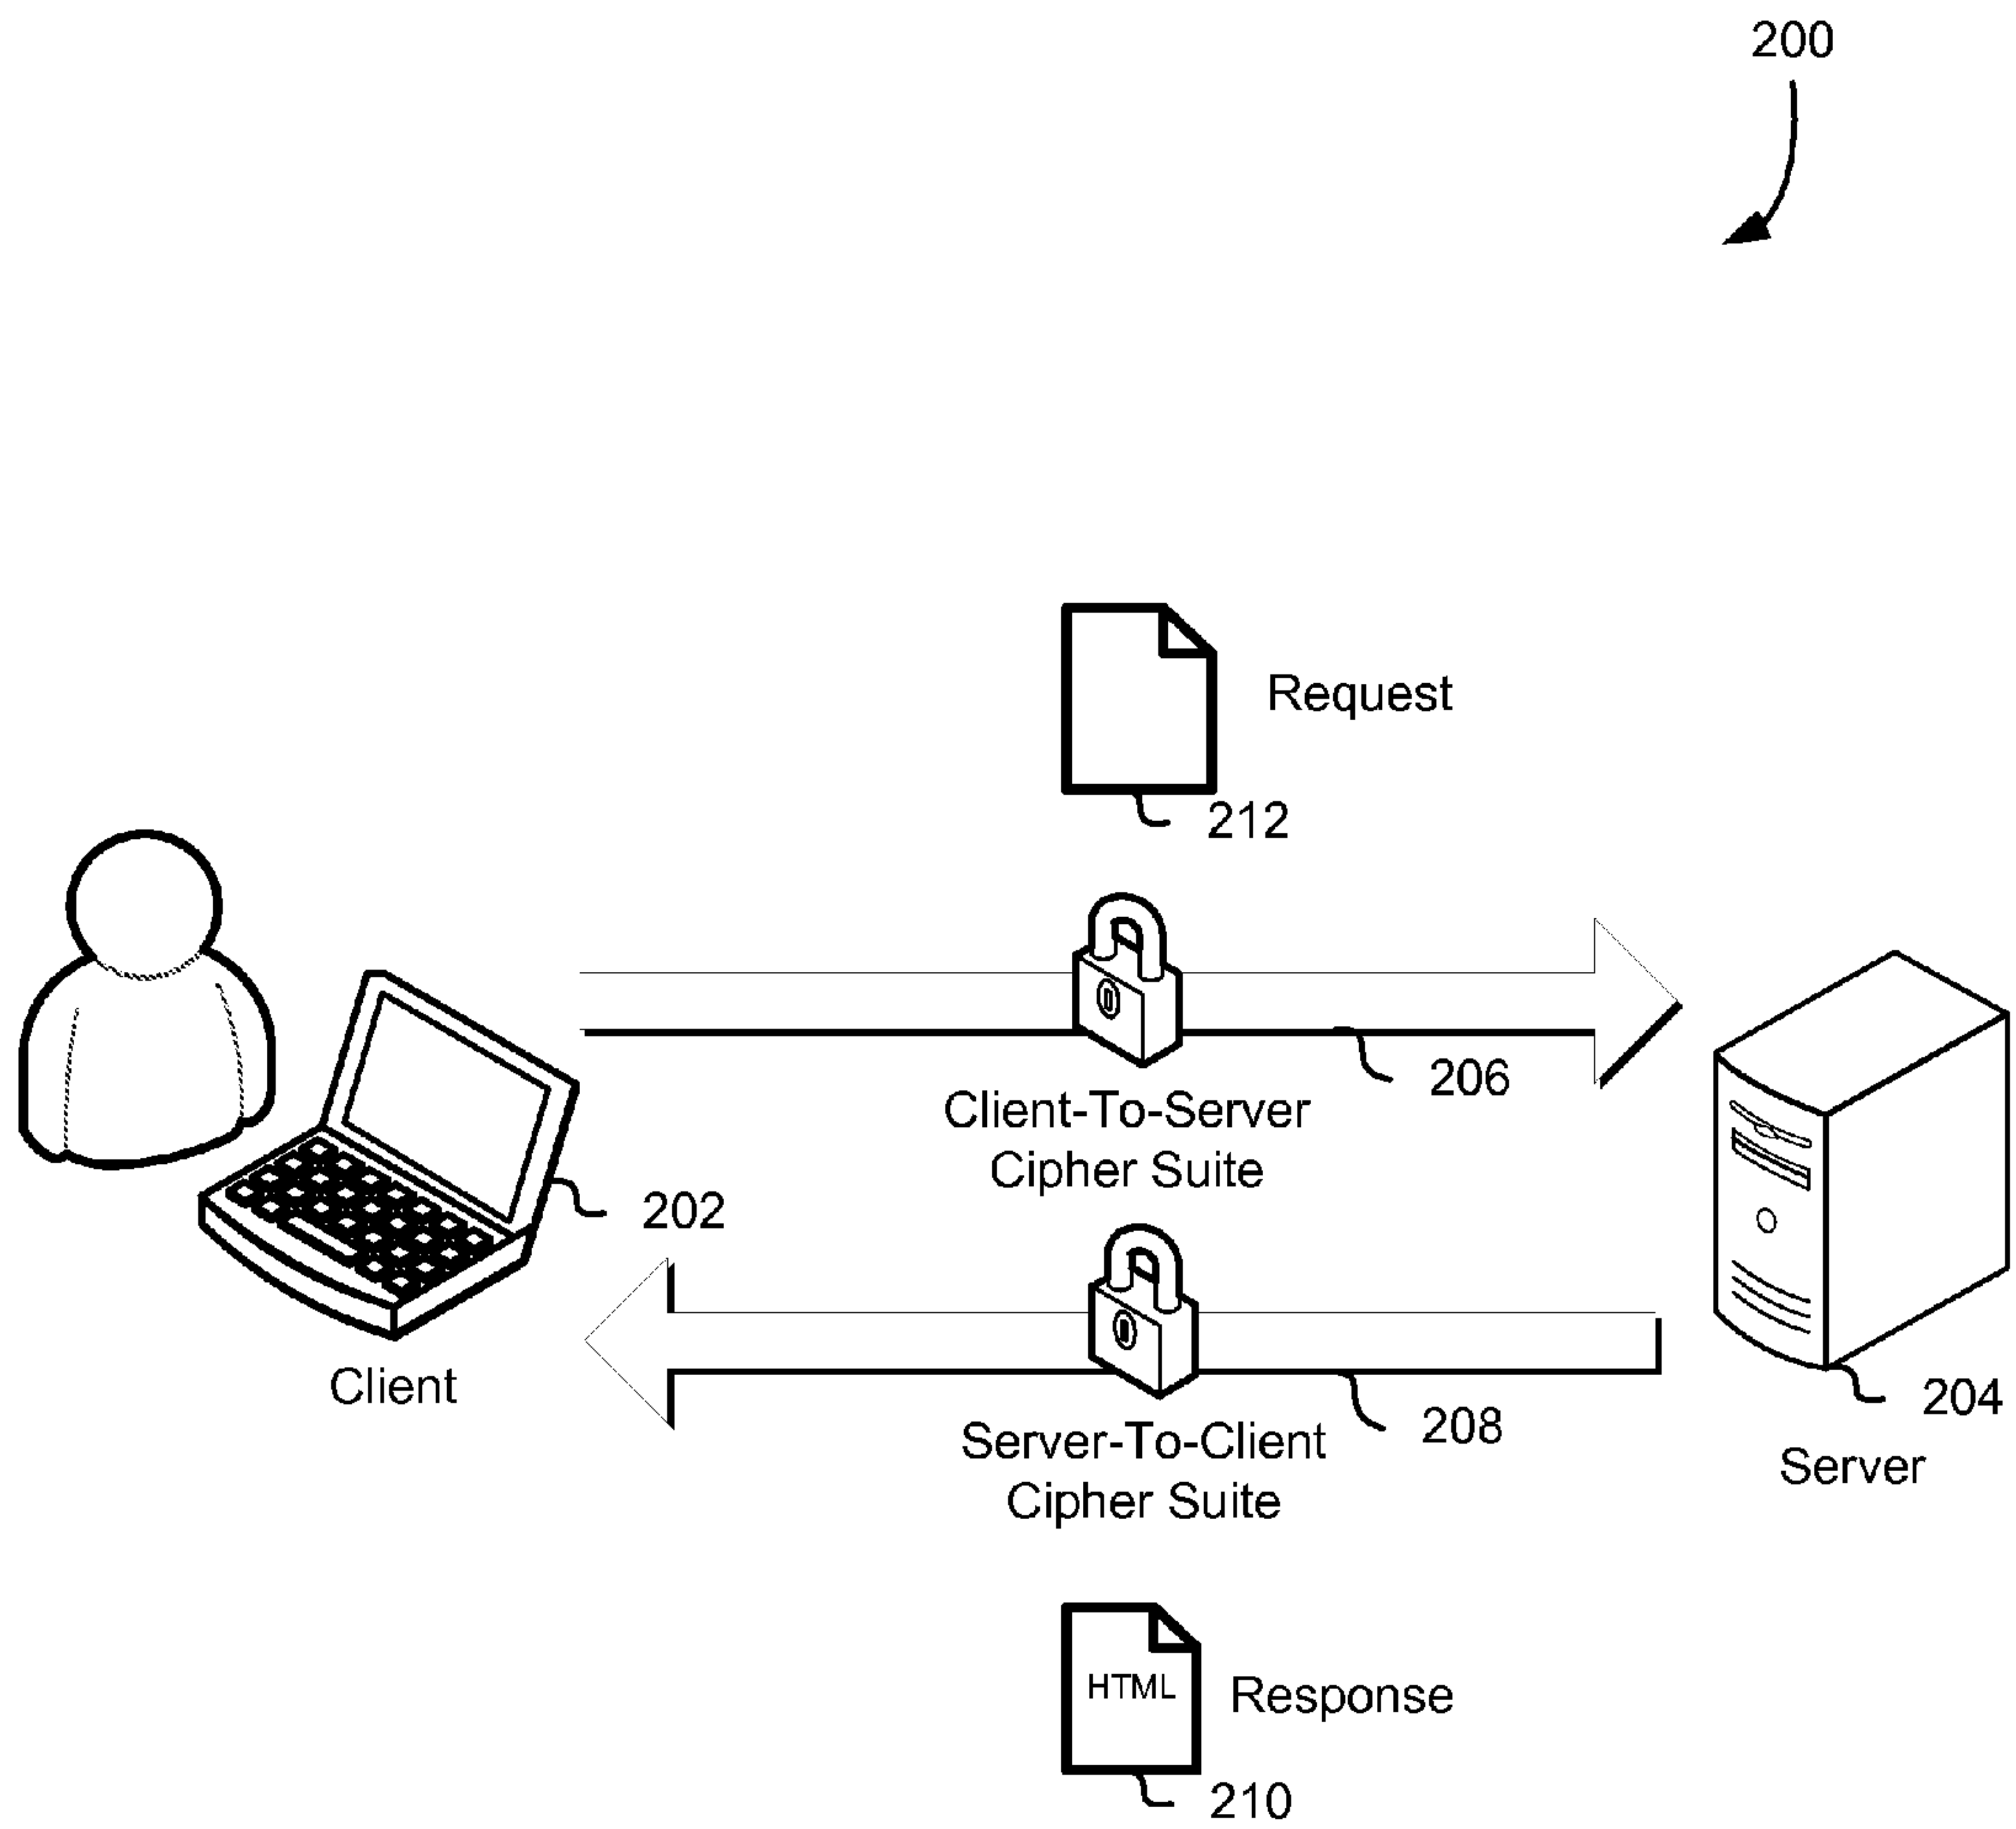 200
Request
212
206
Client-To-Server
Cipher Suite
202
Client
208
204
Server-To-Client
Cipher Suite
Server
HTML
Response
210